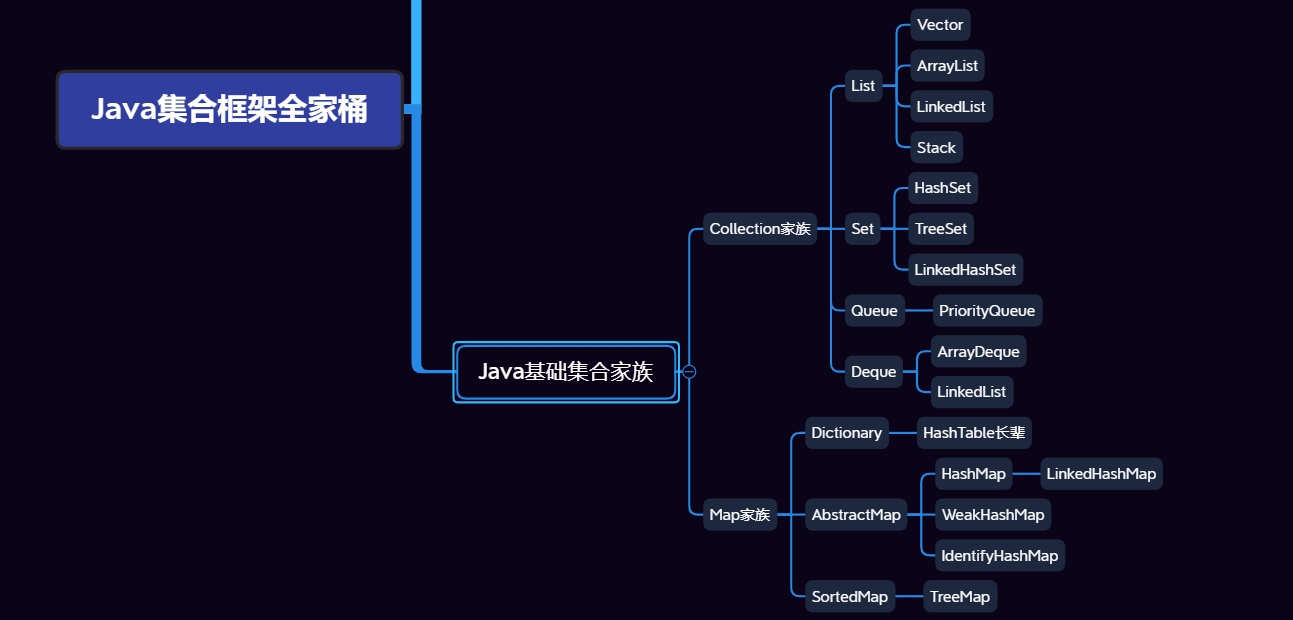 Java集合框架全家桶
Java基础集合家族
Collection家族
List
Vector
ArrayList
LinkedList
Stack
Set
HashSet
TreeSet
LinkedHashSet
Queue
PriorityQueue
Deque
ArrayDeque
LinkedList
Map家族
Dictionary
HashTable长辈
AbstractMap
HashMap
LinkedHashMap
WeakHashMap
IdentifyHashMap
SortedMap
TreeMap